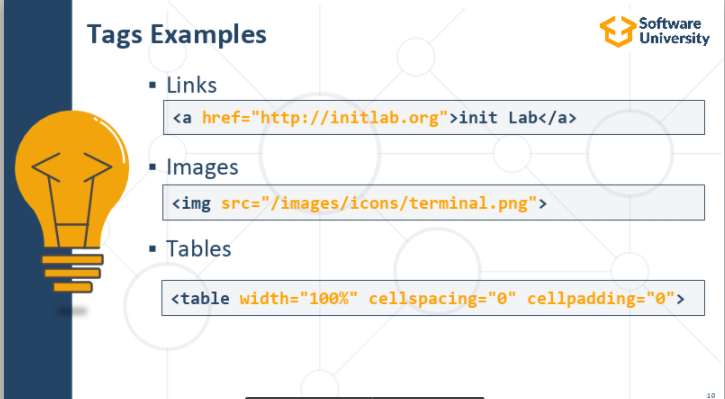 Tags Examples
Software
University
▪ Links
<a href="http://initlab.org">init Lab</a>
▪ Images
<img src="/images/icons/terminal.png">
▪ Tables
<table width="100%" cellspacing="0" cellpadding="0">
10